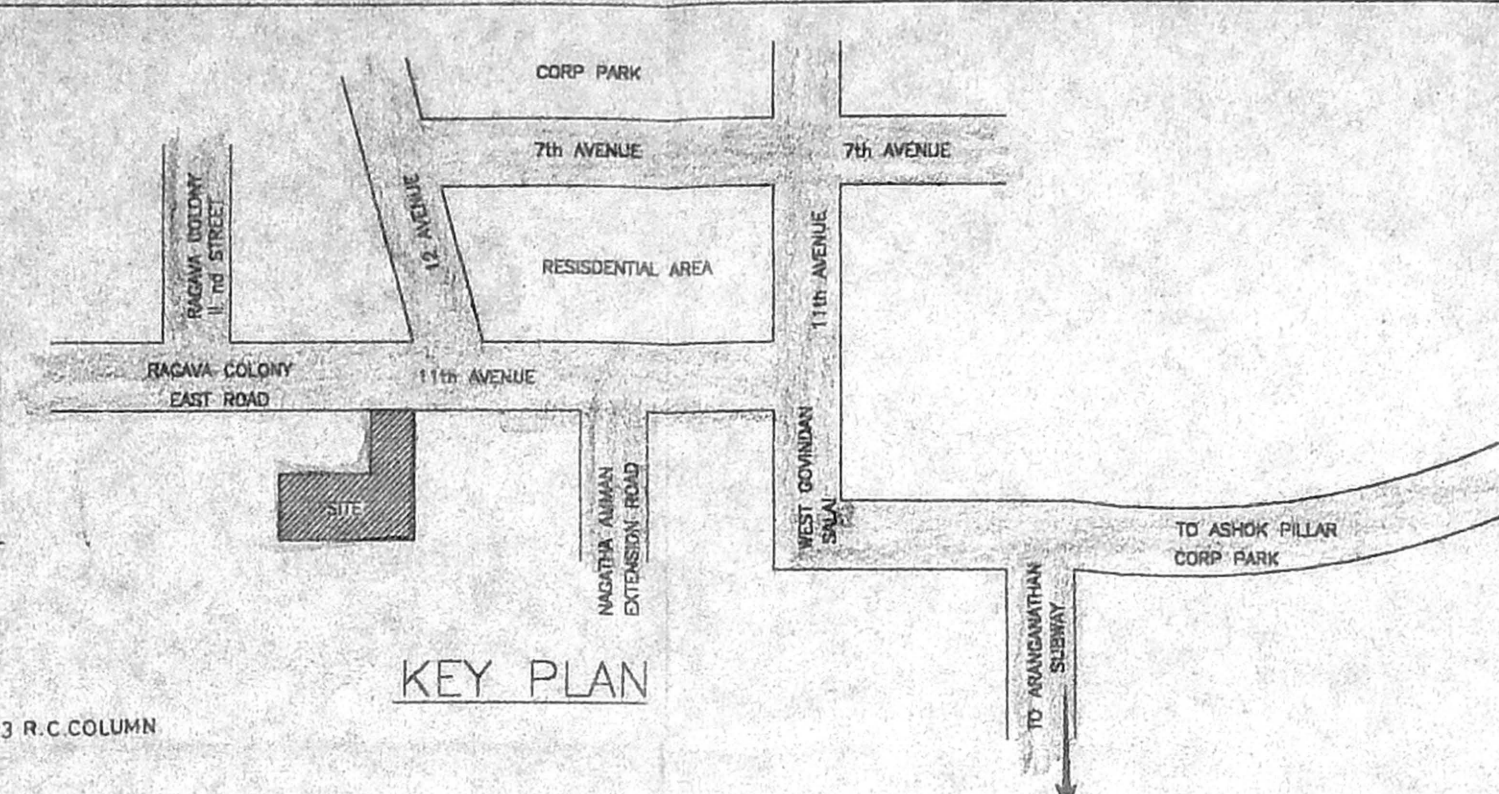 CORP PARK
7th AVENUE
7th AVENUE
RAGAVA COLONY
II nd STREET
12 AVENUE
RESISDENTIAL AREA
11th AVENUE
RAGAVA COLONY
EAST ROAD
11th AVENUE
WEST GOVINDAN
SALAI
SITE
NAGATHA AMMAN
EXTENSION ROAD
TO ASHOK PILLAR
CORP PARK
TO ARANGANATHAN
SUBWAY
KEY PLAN
3 R.C.COLUMN